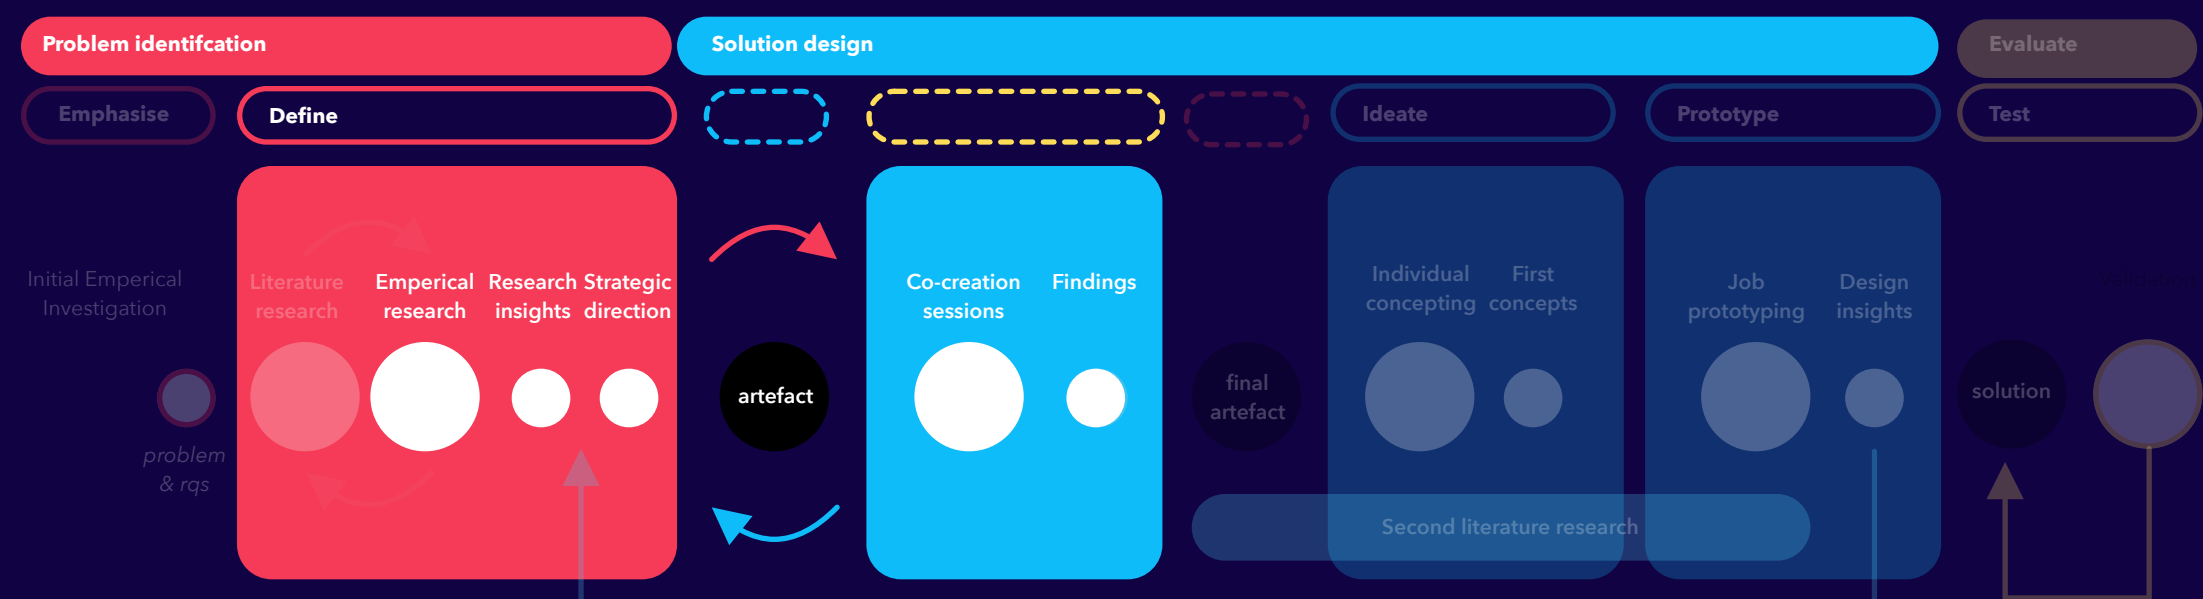 Problem identifcation
Solution design
Evaluate
Emphasise
Define
Ideate
Prototype
Test
Initial Emperical
Investigation
problem
& rqs
Literature
research
Emperical
research
Research
insights
Strategic
direction
artefact
Co-creation
sessions
Findings
final
artefact
Individual
concepting
First
concepts
Second literature research
Job
prototyping
Design
insights
solution
Validation